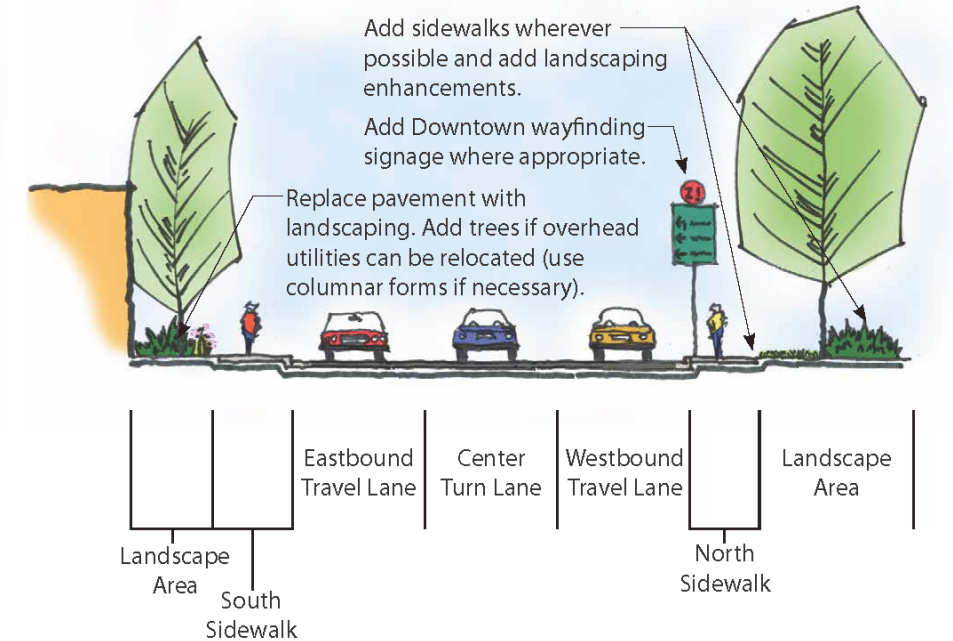 Add sidewalks wherever
possible and add landscaping
enhancements.
Add Downtown wayfinding
signage where appropriate.
Replace pavement with
landscaping. Add trees if overhead
utilities can be relocated (use
columnar forms if necessary).
21
Eastbound
Travel Lane
Center
Turn Lane
Westbound
Travel Lane
Landscape
Area
Landscape
Area
South
Sidewalk
North
Sidewalk